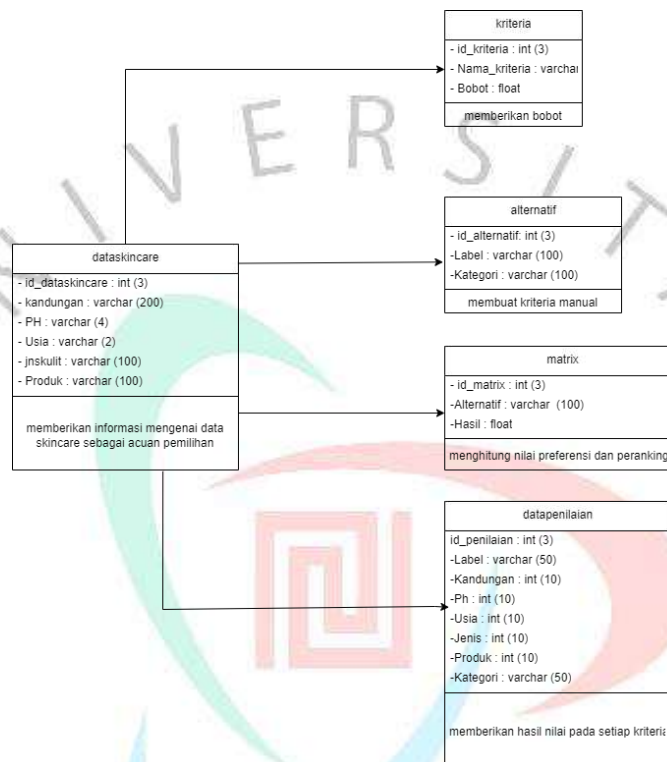 kriteria
- id_kriteria : int (3)
- Nama_kriteria : varchar
- Bobot : float
memberikan bobot
UNIVERSITA
alternatif
- id_alternatif: int (3)
-Label : varchar (100)
-Kategori : varchar (100)
membuat kriteria manual
dataskincare
- id_dataskincare : int (3)
- kandungan : varchar (200)
- PH : varchar (4)
- Usia : varchar (2)
- jnskulit : varchar (100)
- Produk : varchar (100)
memberikan informasi mengenai data
skincare sebagai acuan pemilihan
matrix
- id_matrix : int (3)
-Alternatif : varchar (100)
-Hasil : float
menghitung nilai preferensi dan peranking
datapenilaian
id_penilaian : int (3)
-Label : varchar (50)
-Kandungan : int (10)
-Ph : int (10)
-Usia : int (10)
-Jenis : int (10)
-Produk : int (10)
-Kategori : varchar (50)
memberikan hasil nilai pada setiap kriteria